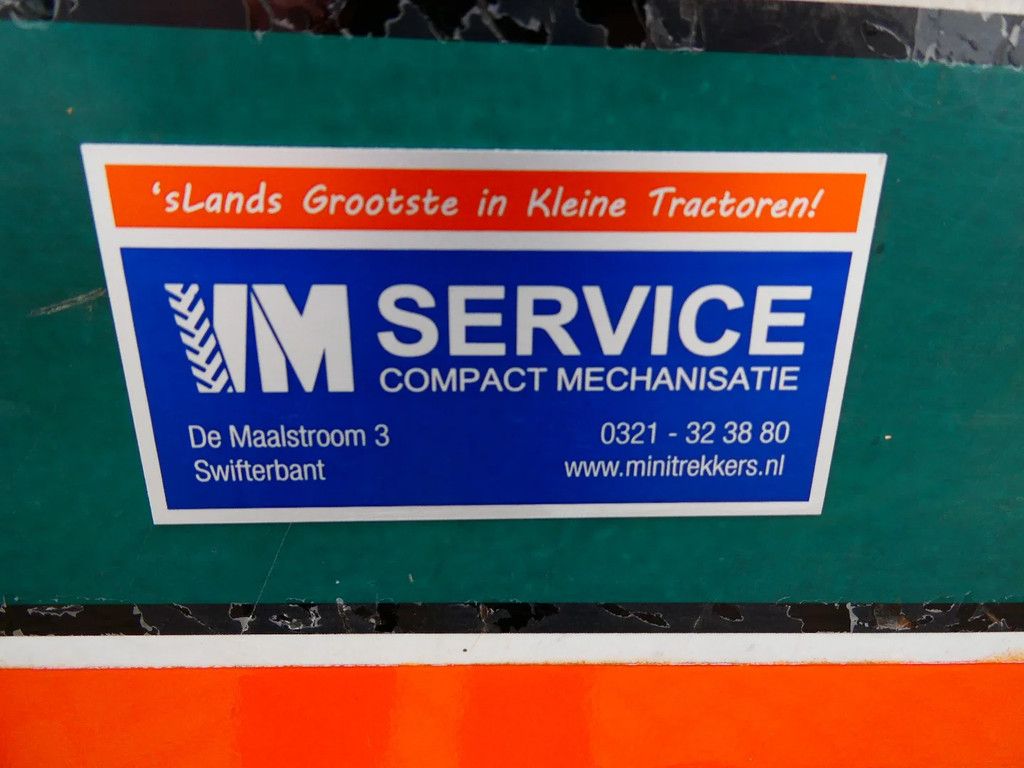 'sLands Grootste in Kleine Tractoren!
IM SERVICE
COMPACT MECHANISATIE
De Maalstroom 3 0321 - 32 38 80
Swifterbant www.minitrekkers.nl